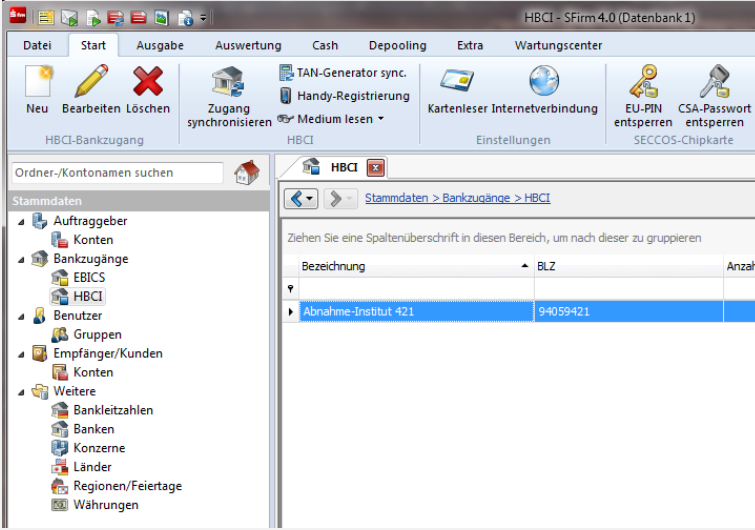 HBCI - SFirm 4.0 (Datenbank 1)
Datei Start Ausgabe Auswertung Cash Depooling Extra Wartungscenter
TAN-Generator sync.
Handy-Registrierung
Medium lesen
Neu Bearbeiten Löschen Zugang synchronisieren Kartenleser Internetverbindung EU-PIN entsperren CSA-Passwort entsperren
HBCI-Bankzugang HBCI Einstellungen SECCOS-Chipkarte
Ordner-/Kontonamen suchen
HBCI
Stammdaten
Stammdaten > Bankzugänge > HBCI
Auftraggeber
Konten
Bankzugänge
EBICS
HBCI
Benutzer
Gruppen
Empfänger/Kunden
Konten
Weitere
Bankleitzahlen
Banken
Konzerne
Länder
Regionen/Feiertage
Währungen
Ziehen Sie eine Spaltenüberschrift in diesen Bereich, um nach dieser zu gruppieren
Bezeichnung BLZ Anzah
Abnahme-Institut 421 94059421